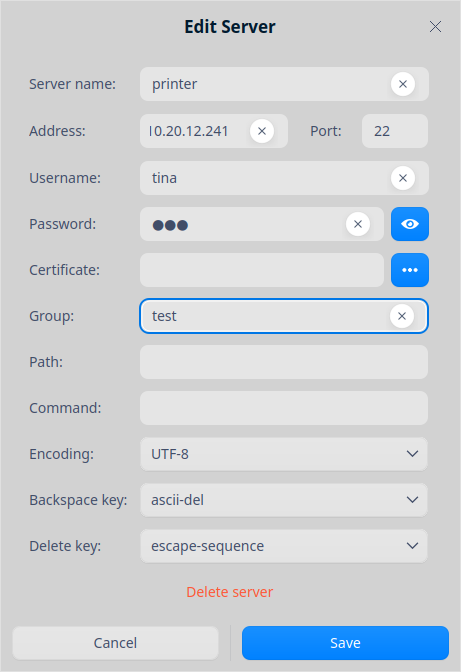 Edit Server
Server name: printer
Address: 10.20.12.241 Port: 22
Username: tina
Password: ●●●
Certificate:
Group: test
Path:
Command:
Encoding: UTF-8
Backspace key: ascii-del
Delete key: escape-sequence
Delete server
Cancel Save